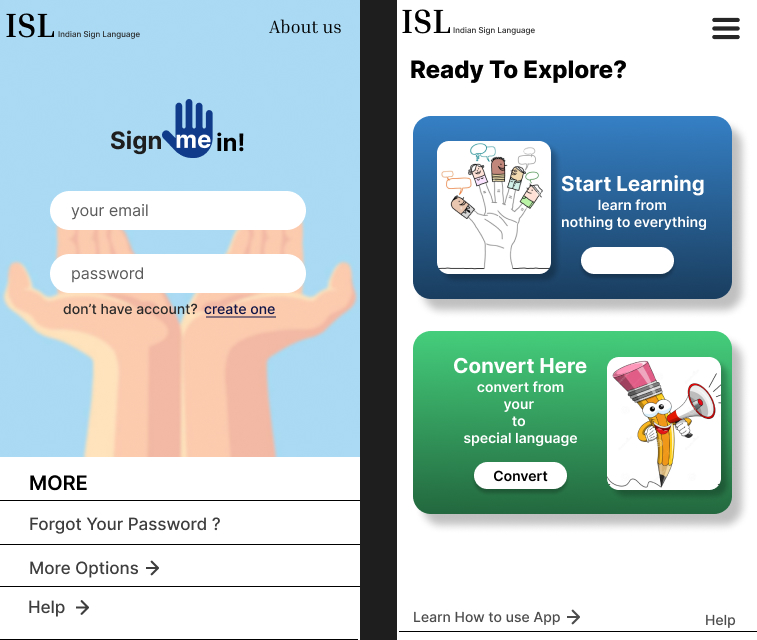 ISL Indian Sign Language
About us
Sign me in!
your email
password
don't have account? create one
MORE
Forgot Your Password ?
More Options
Help
ISL Indian Sign Language
Ready To Explore?
Start Learning
learn from
nothing to everything
Convert Here
convert from
your
to
special language
Convert
Learn How to use App
Help